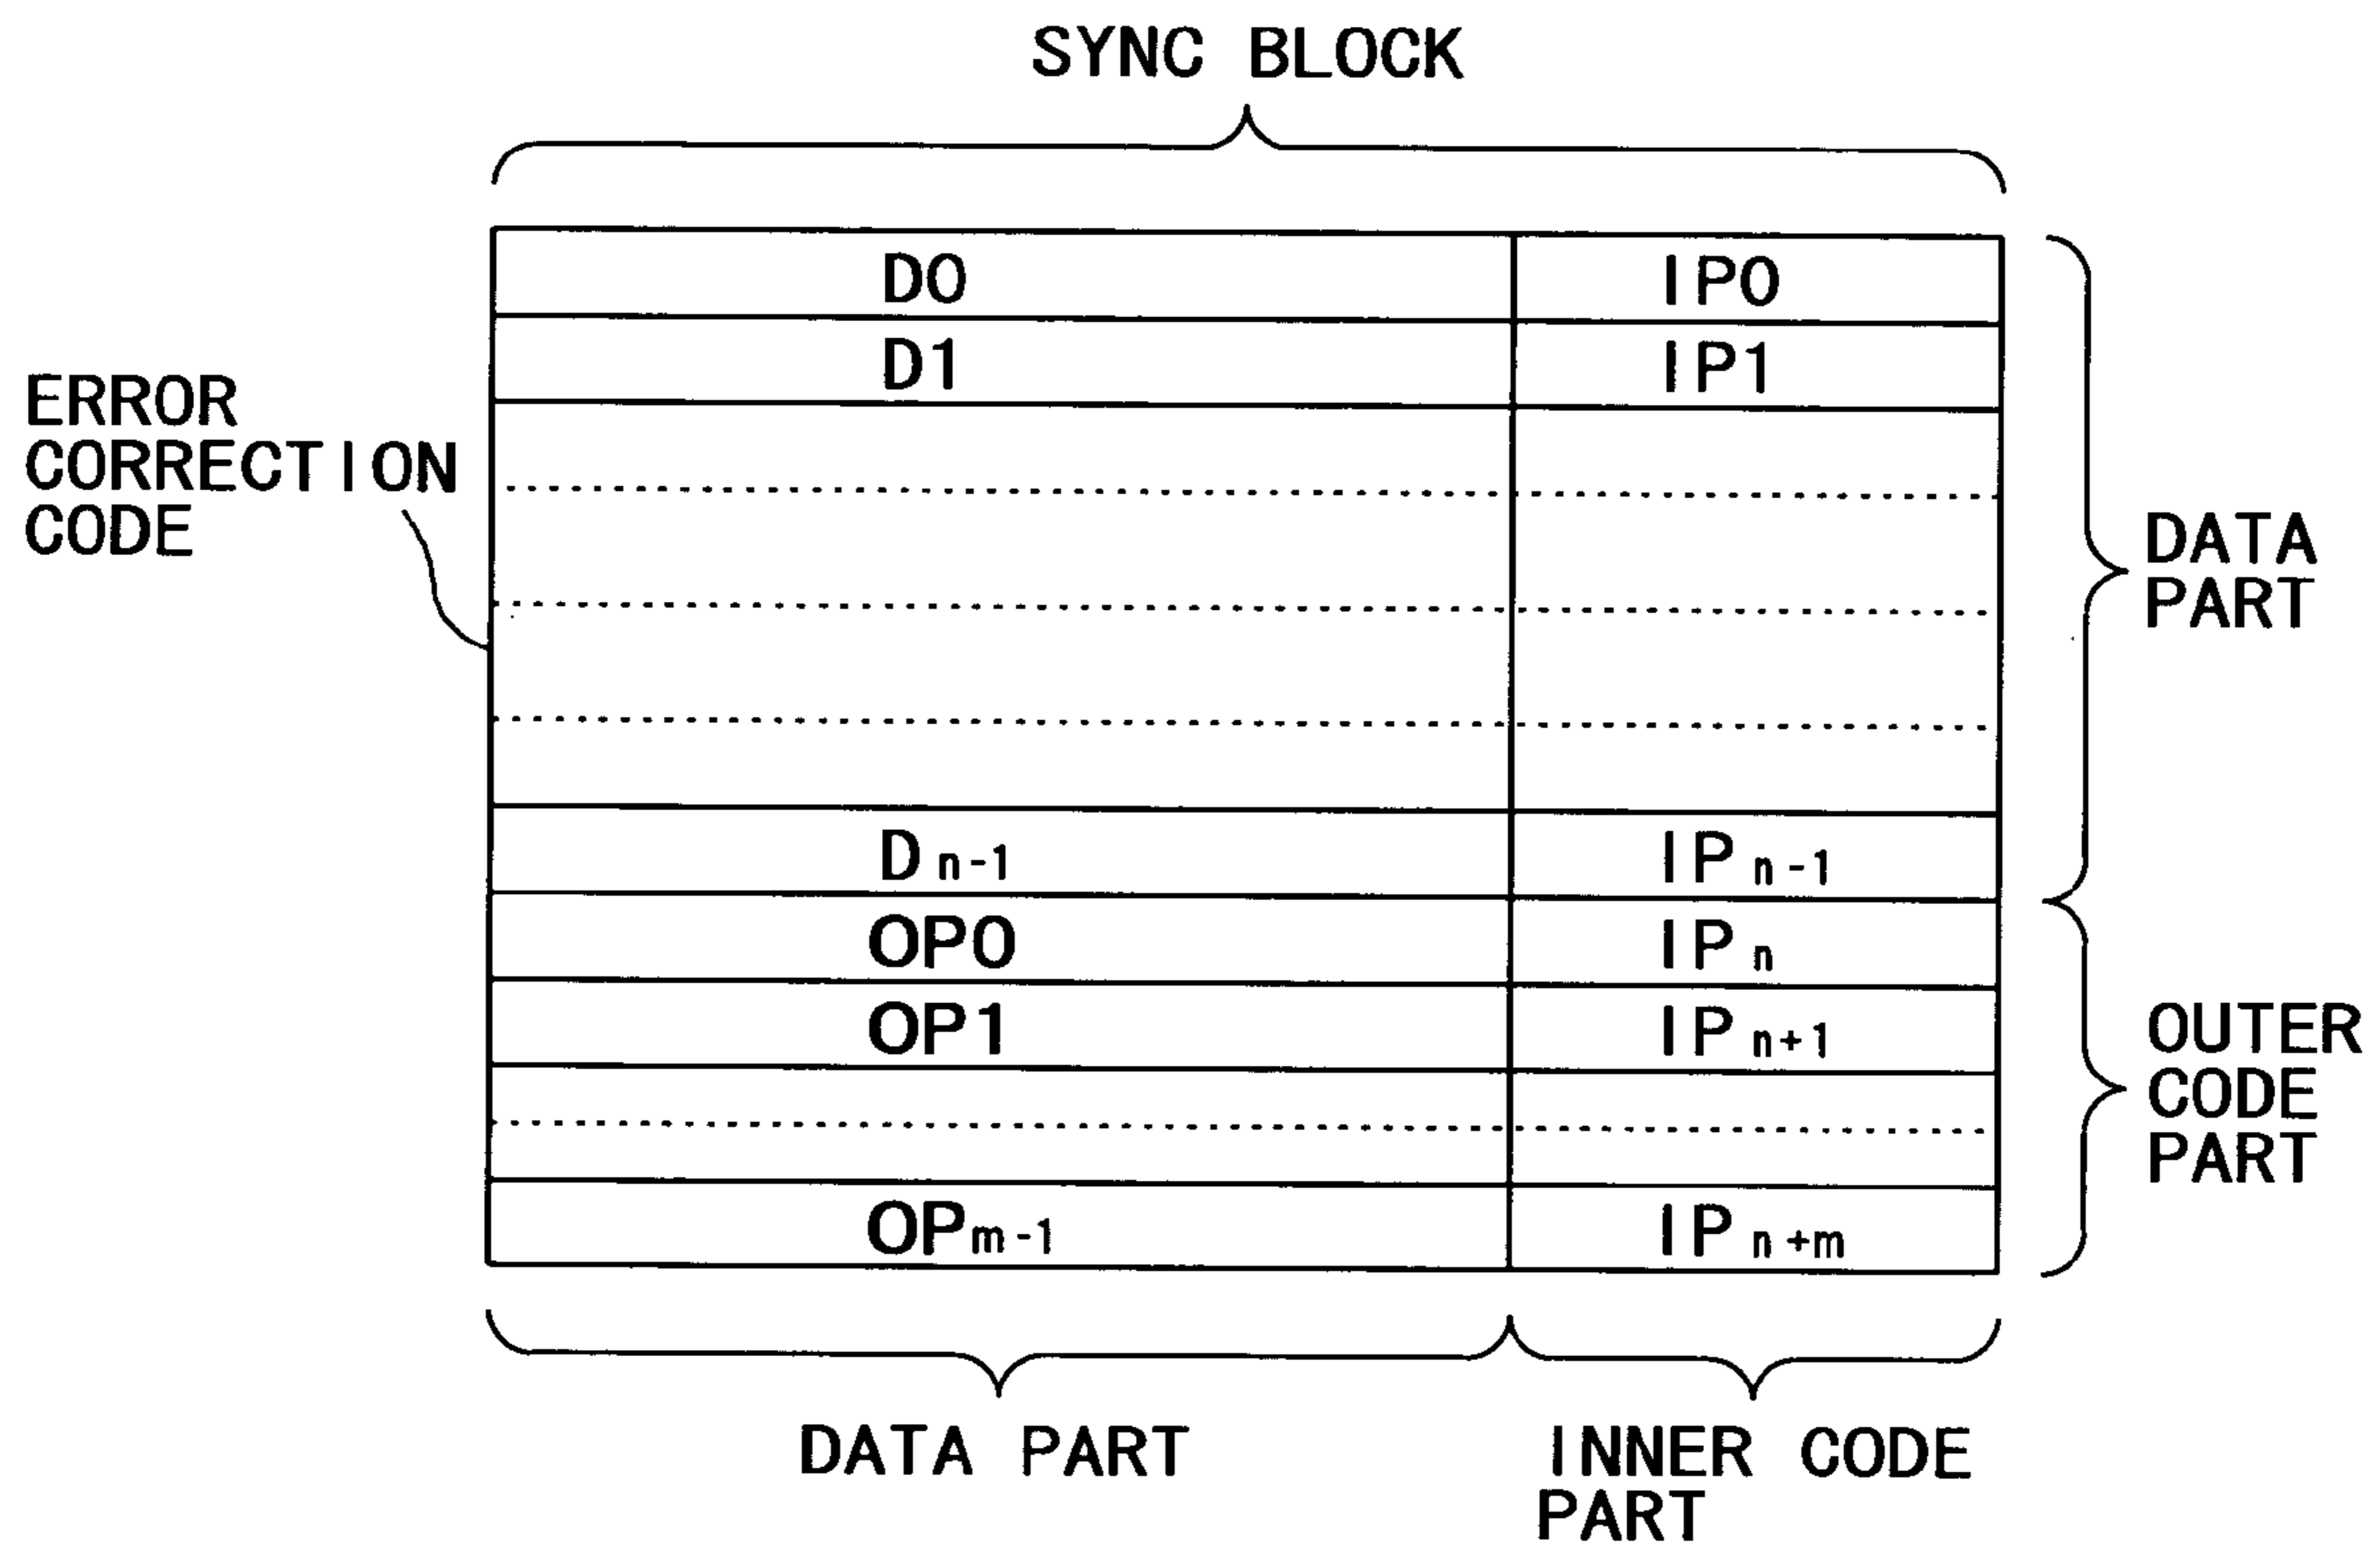 SYNC BLOCK
D0 IP0
D1 IP1
ERROR
CORRECTION
CODE
DATA
PART
Dn-1 IPn-1
OP0 IPn
OP1 IPn+1
OUTER
CODE
PART
OPm-1 IPn+m
DATA PART
INNER CODE
PART